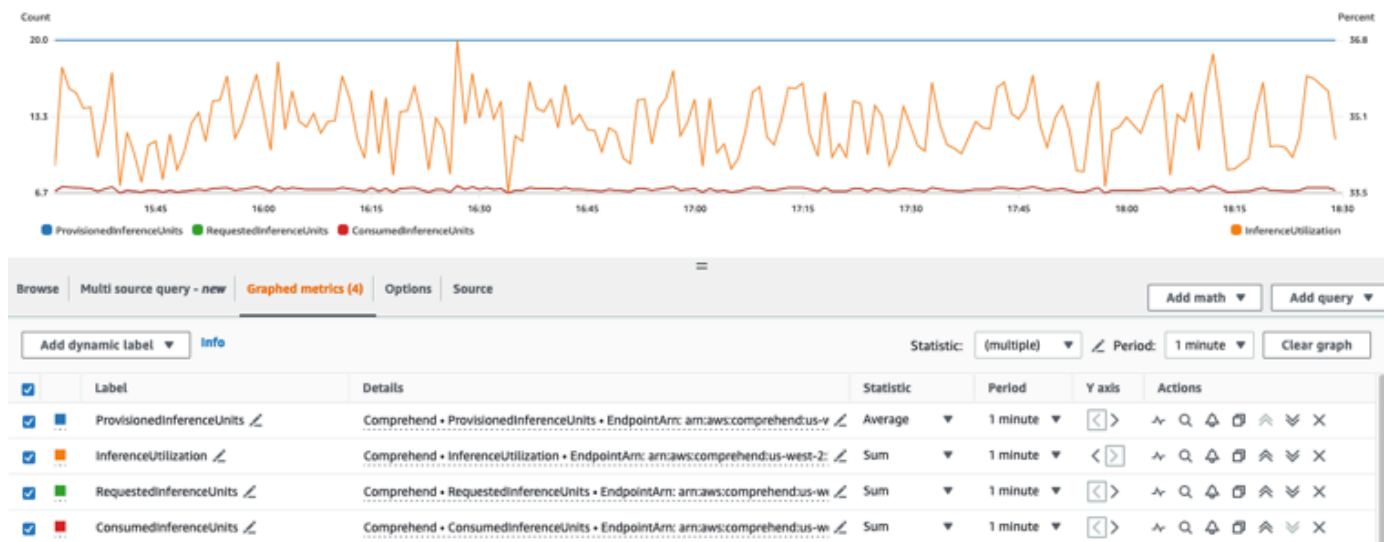 Count Percent
20.0 36.8
13.3 35.1
6.7 33.5
15:45 16:00 16:15 16:30 16:45 17:00 17:15 17:30 17:45 18:00 18:15 18:30
ProvisionedInferenceUnits RequestedInferenceUnits ConsumedInferenceUnits InferenceUtilization
Browse Multi source query - new Graphed metrics (4) Options Source
Add math Add query
Add dynamic label Info Statistic: (multiple) Period: 1 minute Clear graph
Label Details Statistic Period Y axis Actions
ProvisionedInferenceUnits Comprehend • ProvisionedInferenceUnits • EndpointArn: arn:aws:comprehend:us-w Average 1 minute
InferenceUtilization Comprehend • InferenceUtilization • EndpointArn: arn:aws:comprehend:us-west-2: Sum 1 minute
RequestedInferenceUnits Comprehend • RequestedInferenceUnits • EndpointArn: arn:aws:comprehend:us-we Sum 1 minute
ConsumedInferenceUnits Comprehend • ConsumedInferenceUnits • EndpointArn: arn:aws:comprehend:us-we Sum 1 minute